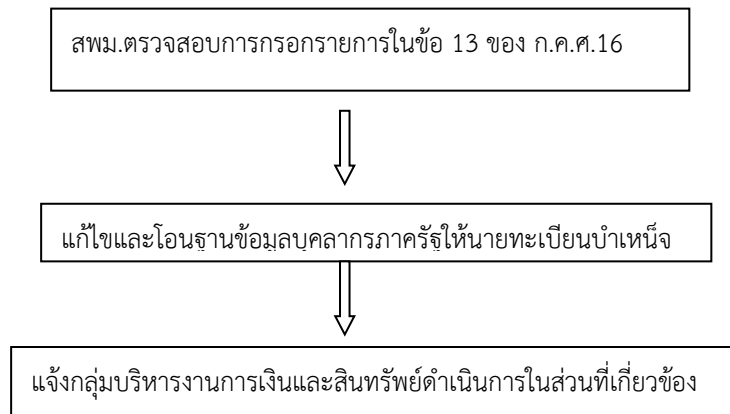 สพม.ตรวจสอบการกรอกรายการในข้อ 13 ของ ก.ค.ศ.16
แก้ไขและโอนฐานข้อมูลบุคลากรภาครัฐให้นายทะเบียนบำเหน็จ
แจ้งกลุ่มบริหารงานการเงินและสินทรัพย์ดำเนินการในส่วนที่เกี่ยวข้อง